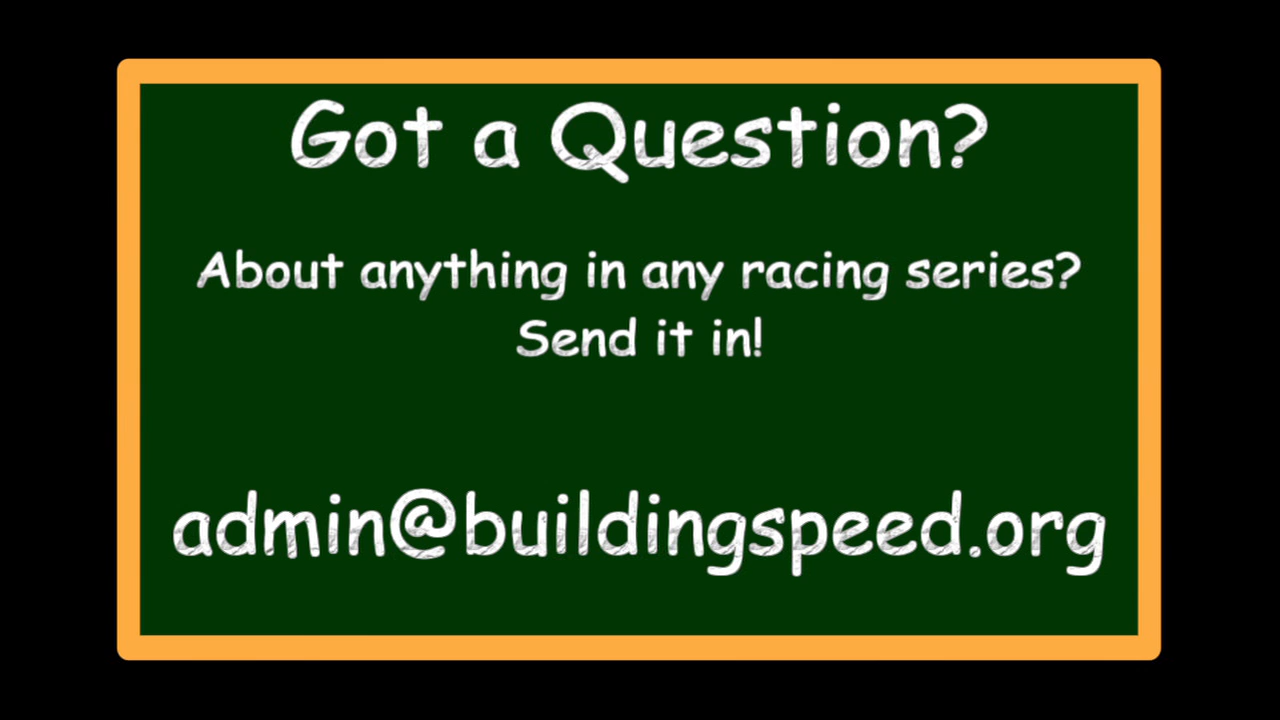 Got a Question?
About anything in any racing series?
Send it in!
admin@buildingspeed.org